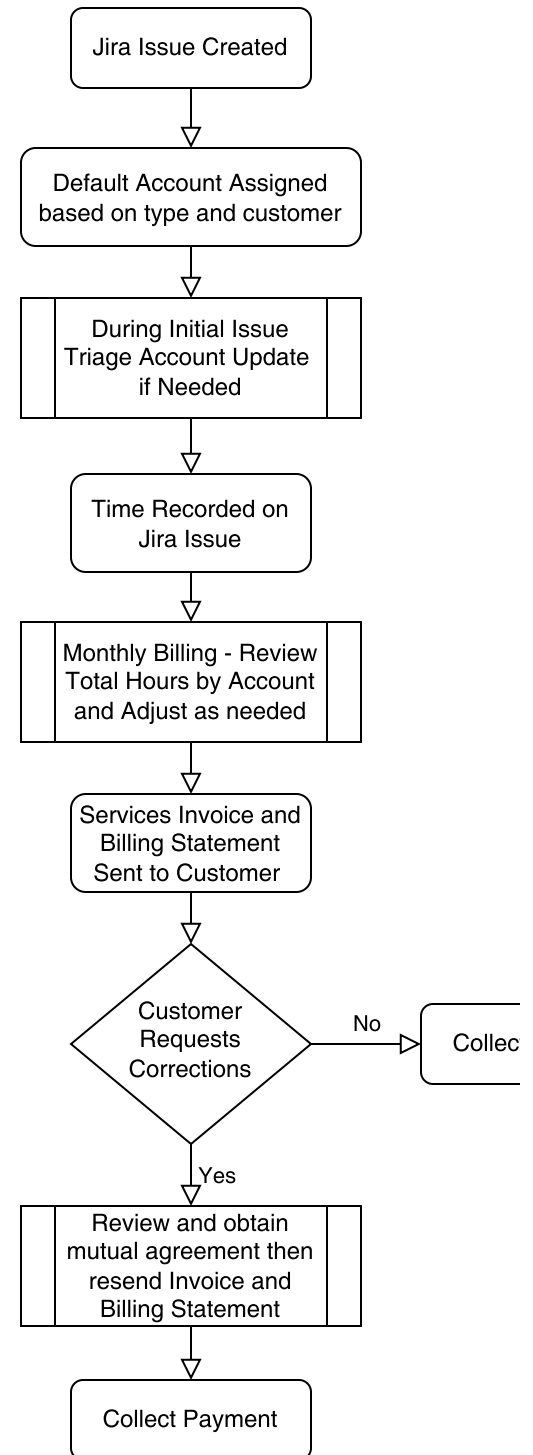 Jira Issue Created
Default Account Assigned
based on type and customer
During Initial Issue
Triage Account Update
if Needed
Time Recorded on
Jira Issue
Monthly Billing - Review
Total Hours by Account
and Adjust as needed
Services Invoice and
Billing Statement
Sent to Customer
Customer
Requests
Corrections
No
Yes
Review and obtain
mutual agreement then
resend Invoice and
Billing Statement
Collect Payment